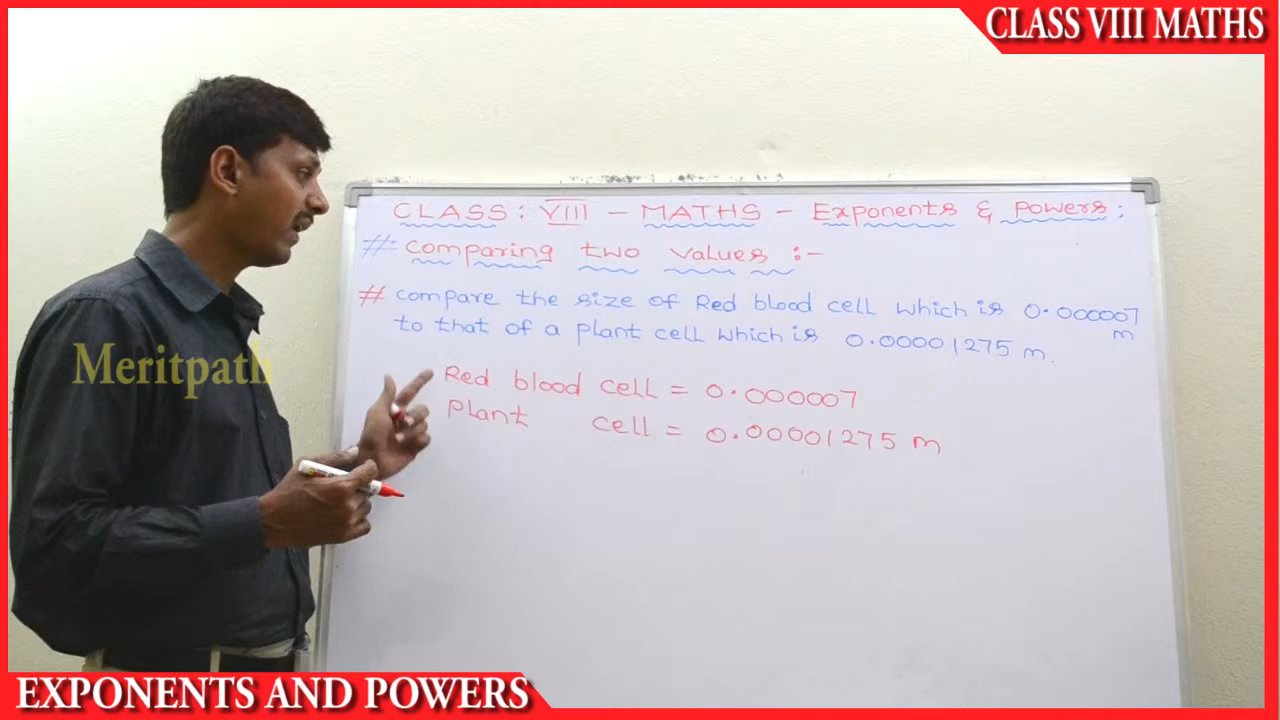 CLASS VIII MATHS
CLASS: VIII - MATHS - Exponents & Powers:
# Comparing two values :-
# compare the size of Red blood cell which is 0.000007 m
to that of a plant cell which is 0.00001275 m.
Red blood cell = 0.000007
Plant cell = 0.00001275 m
Meritpath
EXPONENTS AND POWERS